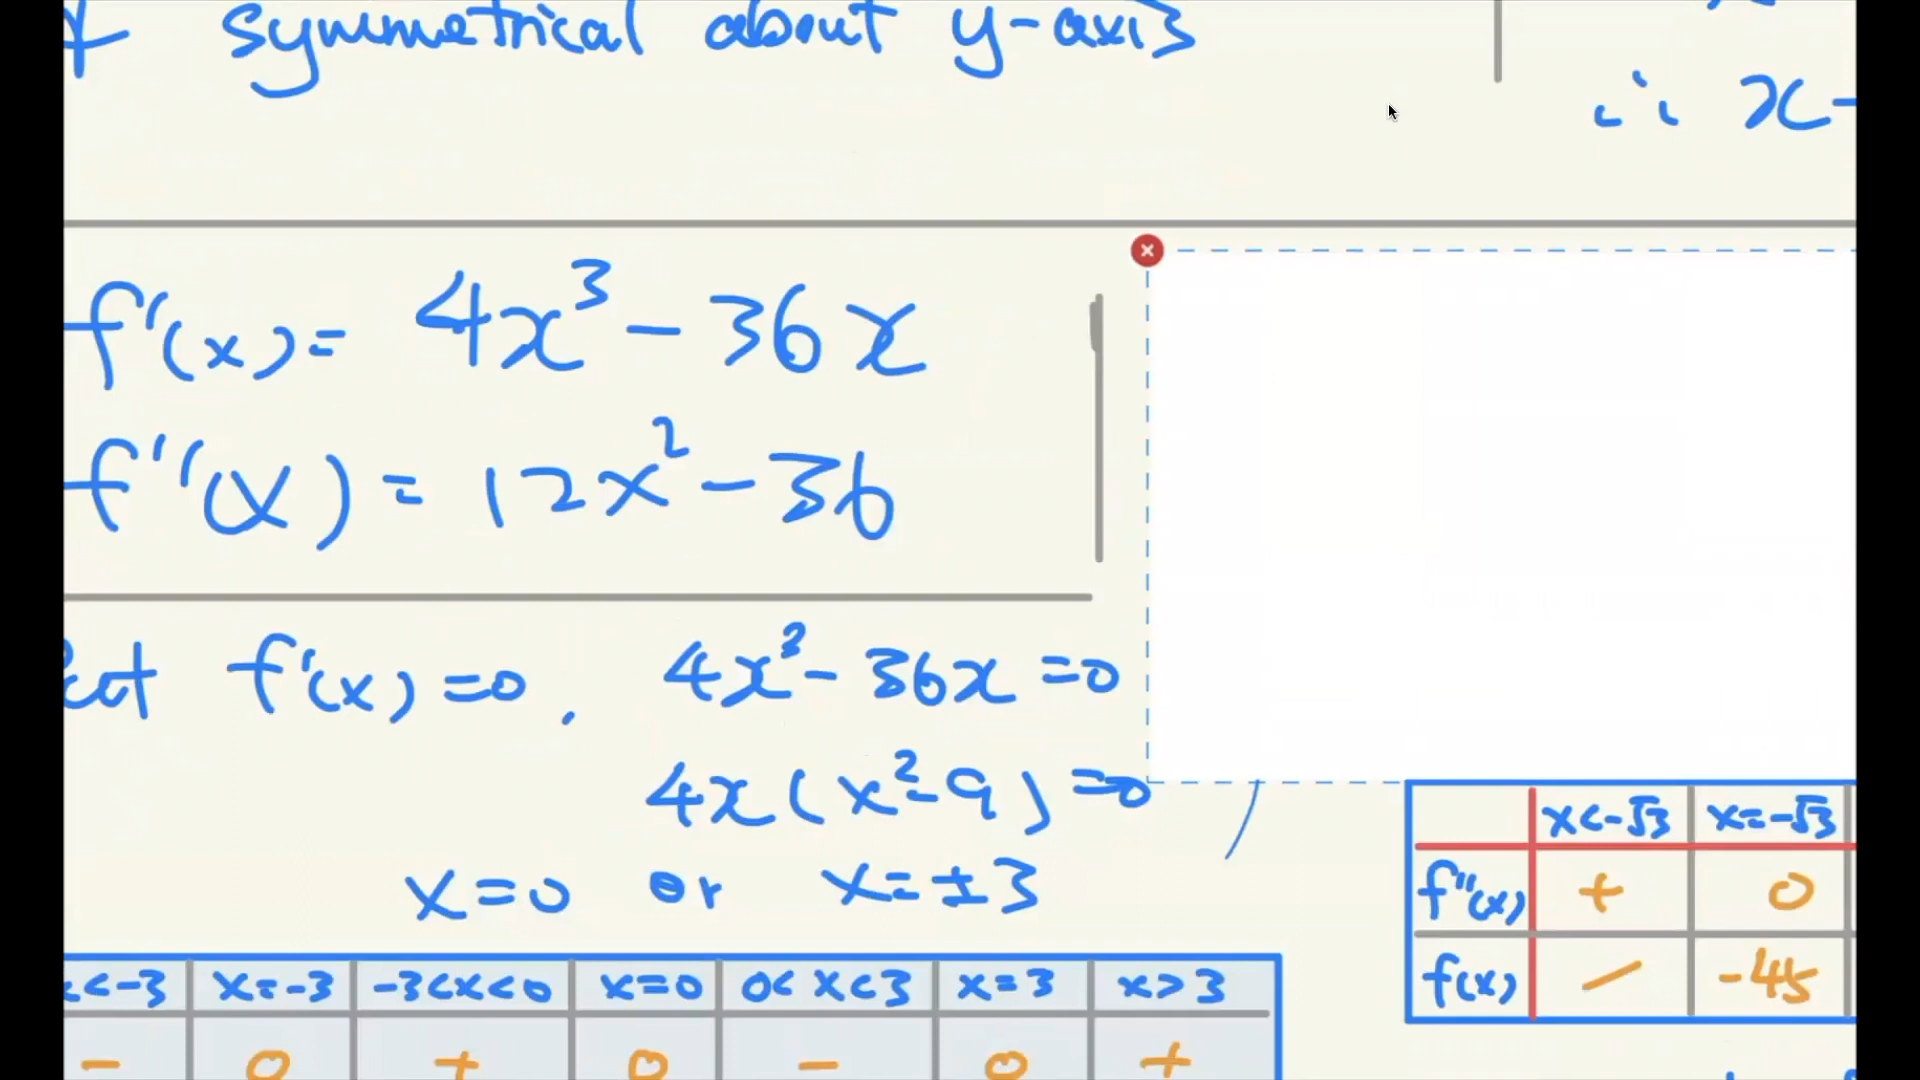 symmetrical about y-axis
∴ x-
f'(x)= 4x³-36x
f''(x) = 12x²-36
f'(x)=0, 4x³-36x=0
4x(x²-9)=0
x=0 or x=±3
x<-√3 x=-√3
f''(x) + 0
f(x) -45
<-3 x=-3 -3<x<0 x=0 0<x<3 x=3 x>3
- 0 + 0 - 0 +